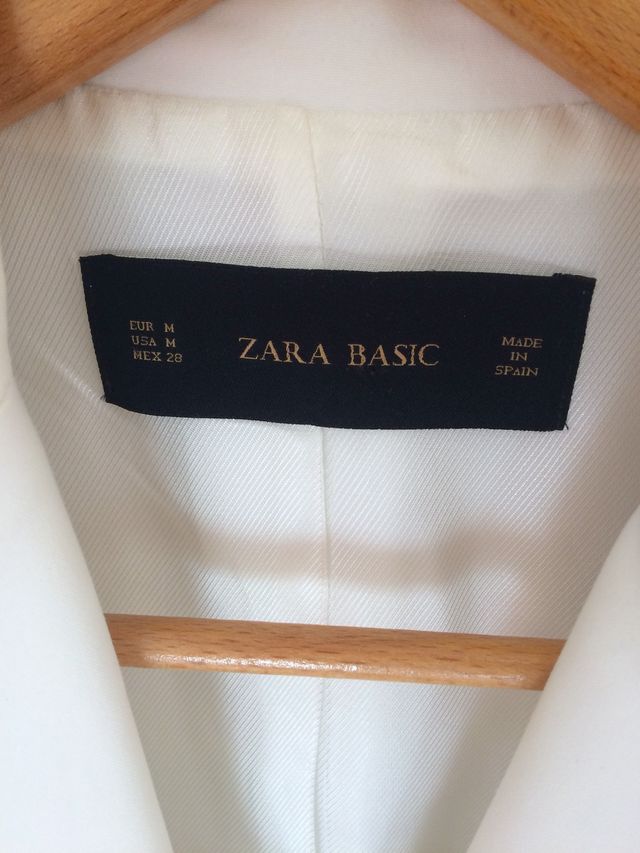 EUR M
USA M
MEX 28
ZARA BASIC
MADE
IN
SPAIN